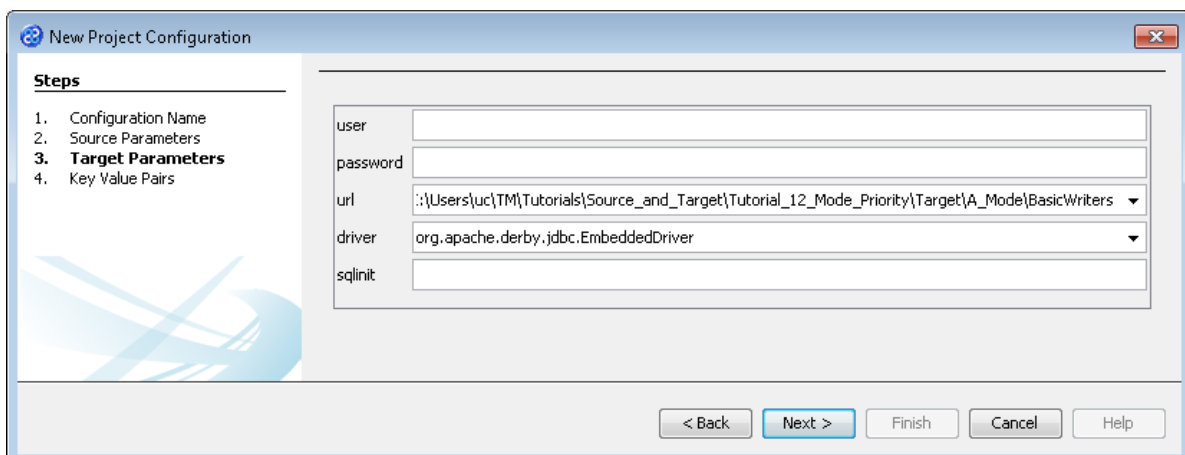 New Project Configuration
Steps
1. Configuration Name
2. Source Parameters
3. Target Parameters
4. Key Value Pairs
user
password
url :\Users\uc\TM\Tutorials\Source_and_Target\Tutorial_12_Mode_Priority\Target\A_Mode\BasicWriters
driver org.apache.derby.jdbc.EmbeddedDriver
sqlinit
< Back Next > Finish Cancel Help